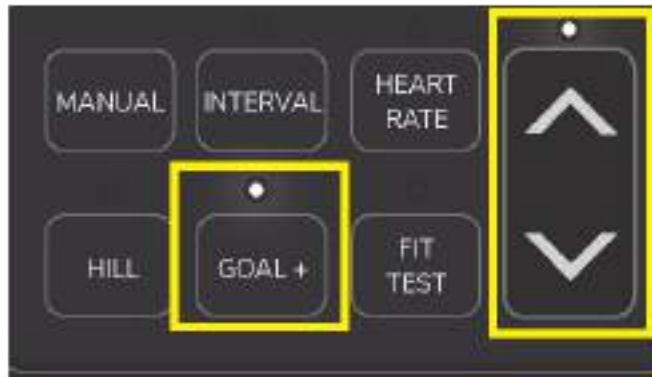 MANUAL
INTERVAL
HEART
RATE
HILL
GOAL +
FIT
TEST